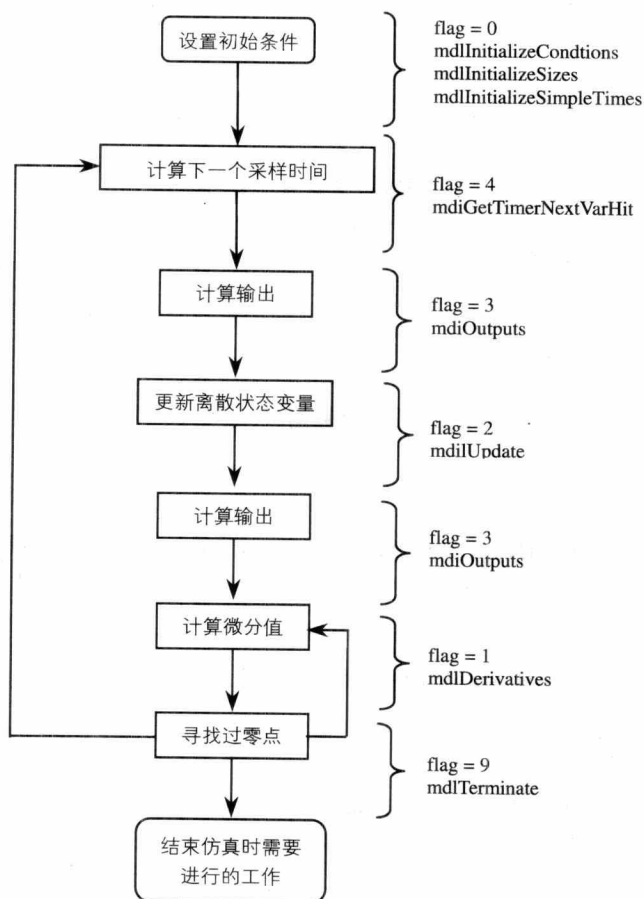 设置初始条件
flag = 0
mdlInitializeCondtions
mdlInitializeSizes
mdlInitializeSimpleTimes
计算下一个采样时间
flag = 4
mdiGetTimerNextVarHit
计算输出
flag = 3
mdiOutputs
更新离散状态变量
flag = 2
mdilUpdate
计算输出
flag = 3
mdiOutputs
计算微分值
flag = 1
mdlDerivatives
寻找过零点
flag = 9
mdlTerminate
结束仿真时需要
进行的工作